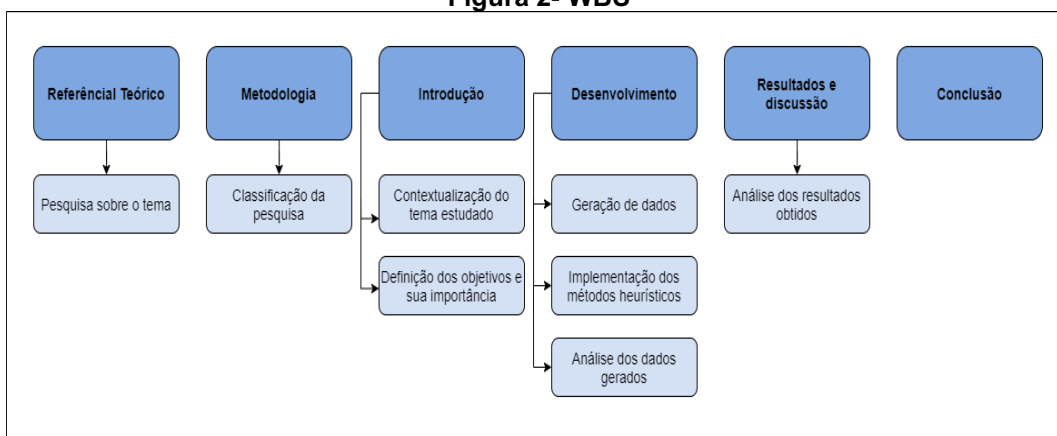 Figura 2- WBS
Referêncial Teórico
Pesquisa sobre o tema
Metodologia
Classificação da
pesquisa
Introdução
Contextualização do
tema estudado
Definição dos objetivos e
sua importância
Desenvolvimento
Geração de dados
Implementação dos
métodos heurísticos
Análise dos dados
gerados
Resultados e
discussão
Análise dos resultados
obtidos
Conclusão